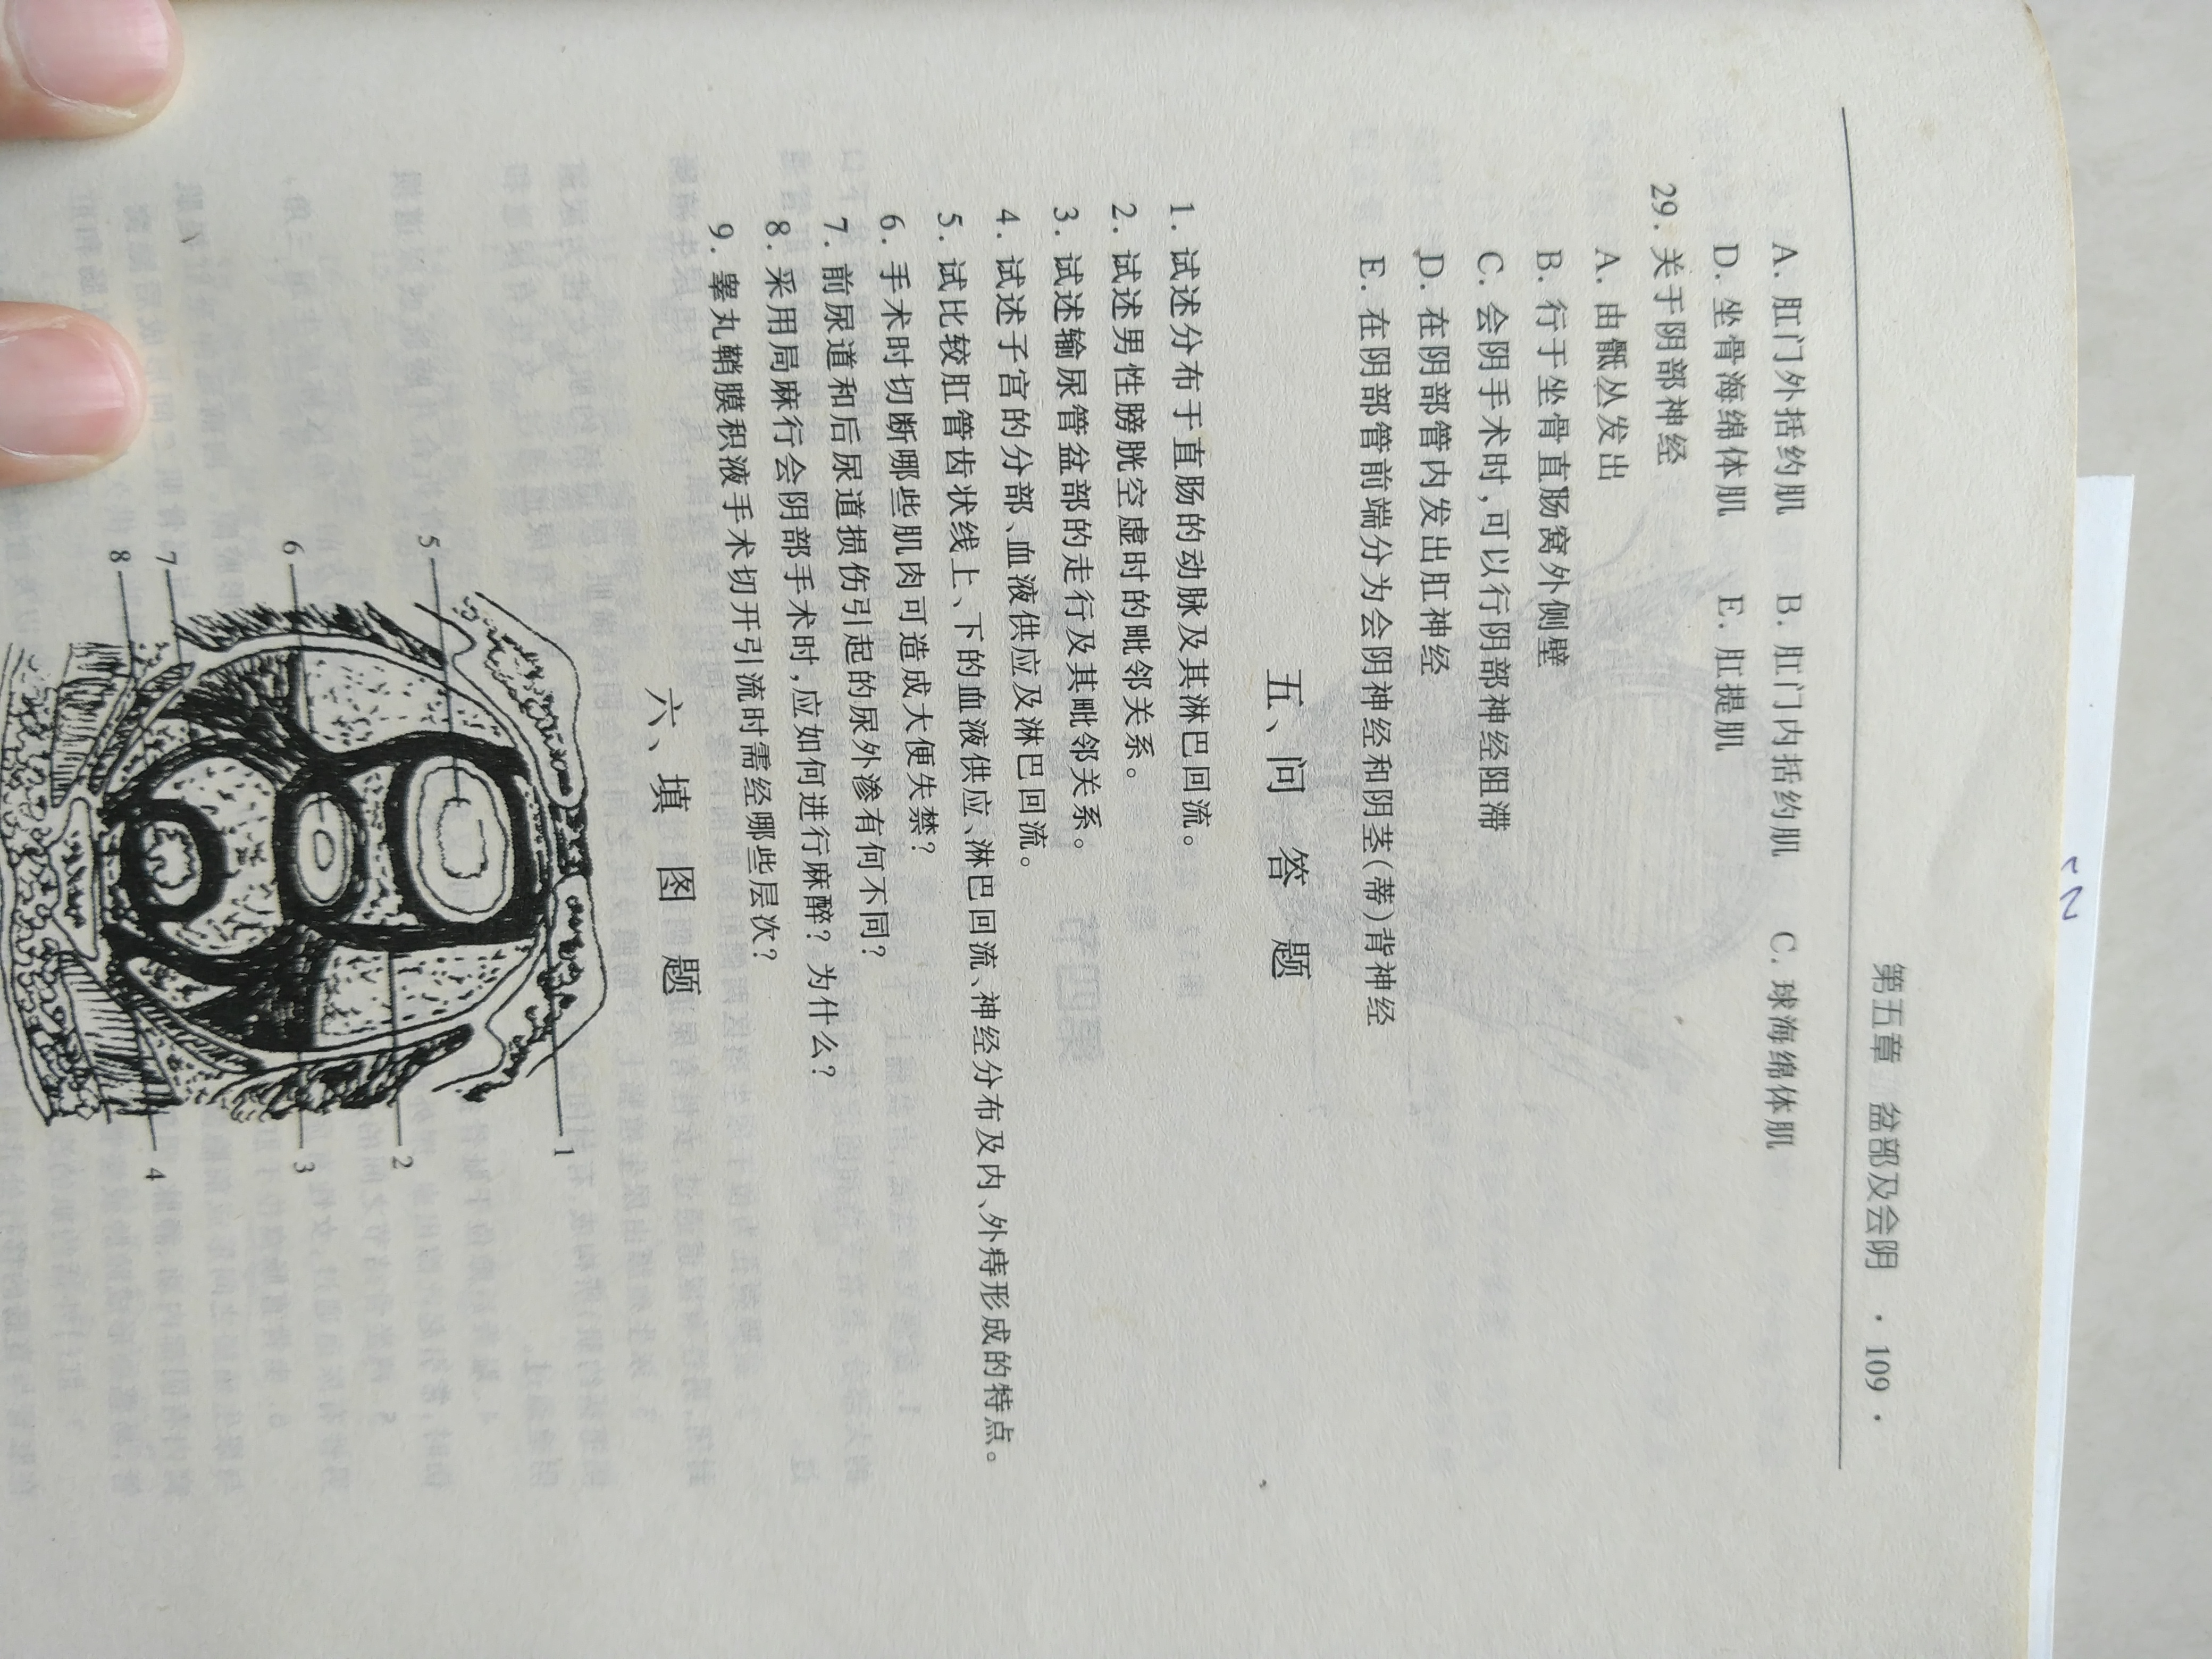 第五章 盆部及会阴 · 109 ·
A. 肛门外括约肌 B. 肛门内括约肌 C. 球海绵体肌
D. 坐骨海绵体肌 E. 肛提肌
29. 关于阴部神经
A. 由骶丛发出
B. 行于坐骨直肠窝外侧壁
C. 会阴手术时,可以行阴部神经阻滞
D. 在阴部管内发出肛神经
E. 在阴部管前端分为会阴神经和阴茎(蒂)背神经
五、问答题
1. 试述分布于直肠的动脉及其淋巴回流。
2. 试述男性膀胱空虚时的毗邻关系。
3. 试述输尿管盆部的走行及其毗邻关系。
4. 试述子宫的分部、血液供应及淋巴回流。
5. 试比较肛管齿状线上、下的血液供应、淋巴回流、神经分布及内、外痔形成的特点。
6. 手术时切断哪些肌肉可造成大便失禁?
7. 前尿道和后尿道损伤引起的尿外渗有何不同?
8. 采用局麻行会阴部手术时,应如何进行麻醉? 为什么?
9. 睾丸鞘膜积液手术切开引流时需经哪些层次?
六、填图题
1
5
2
6
3
7
4
8